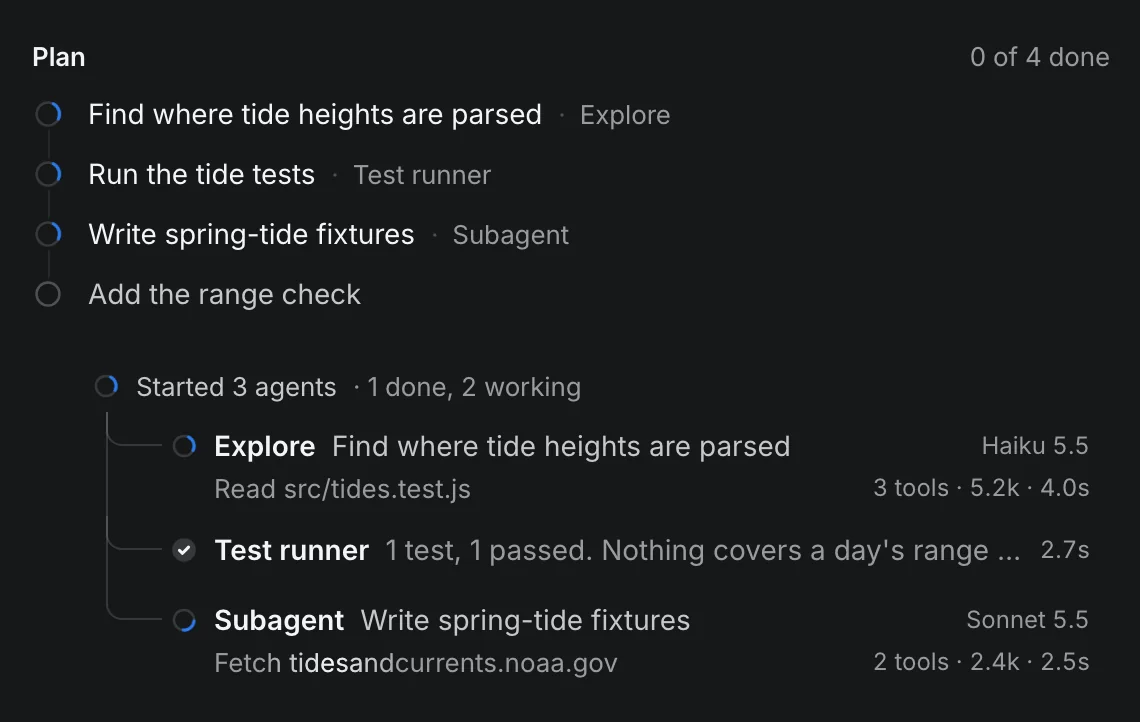 Plan 0 of 4 done
Find where tide heights are parsed · Explore
Run the tide tests · Test runner
Write spring-tide fixtures · Subagent
Add the range check
Started 3 agents · 1 done, 2 working
Explore Find where tide heights are parsed Haiku 5.5
Read src/tides.test.js 3 tools · 5.2k · 4.0s
Test runner 1 test, 1 passed. Nothing covers a day's range ... 2.7s
Subagent Write spring-tide fixtures Sonnet 5.5
Fetch tidesandcurrents.noaa.gov 2 tools · 2.4k · 2.5s